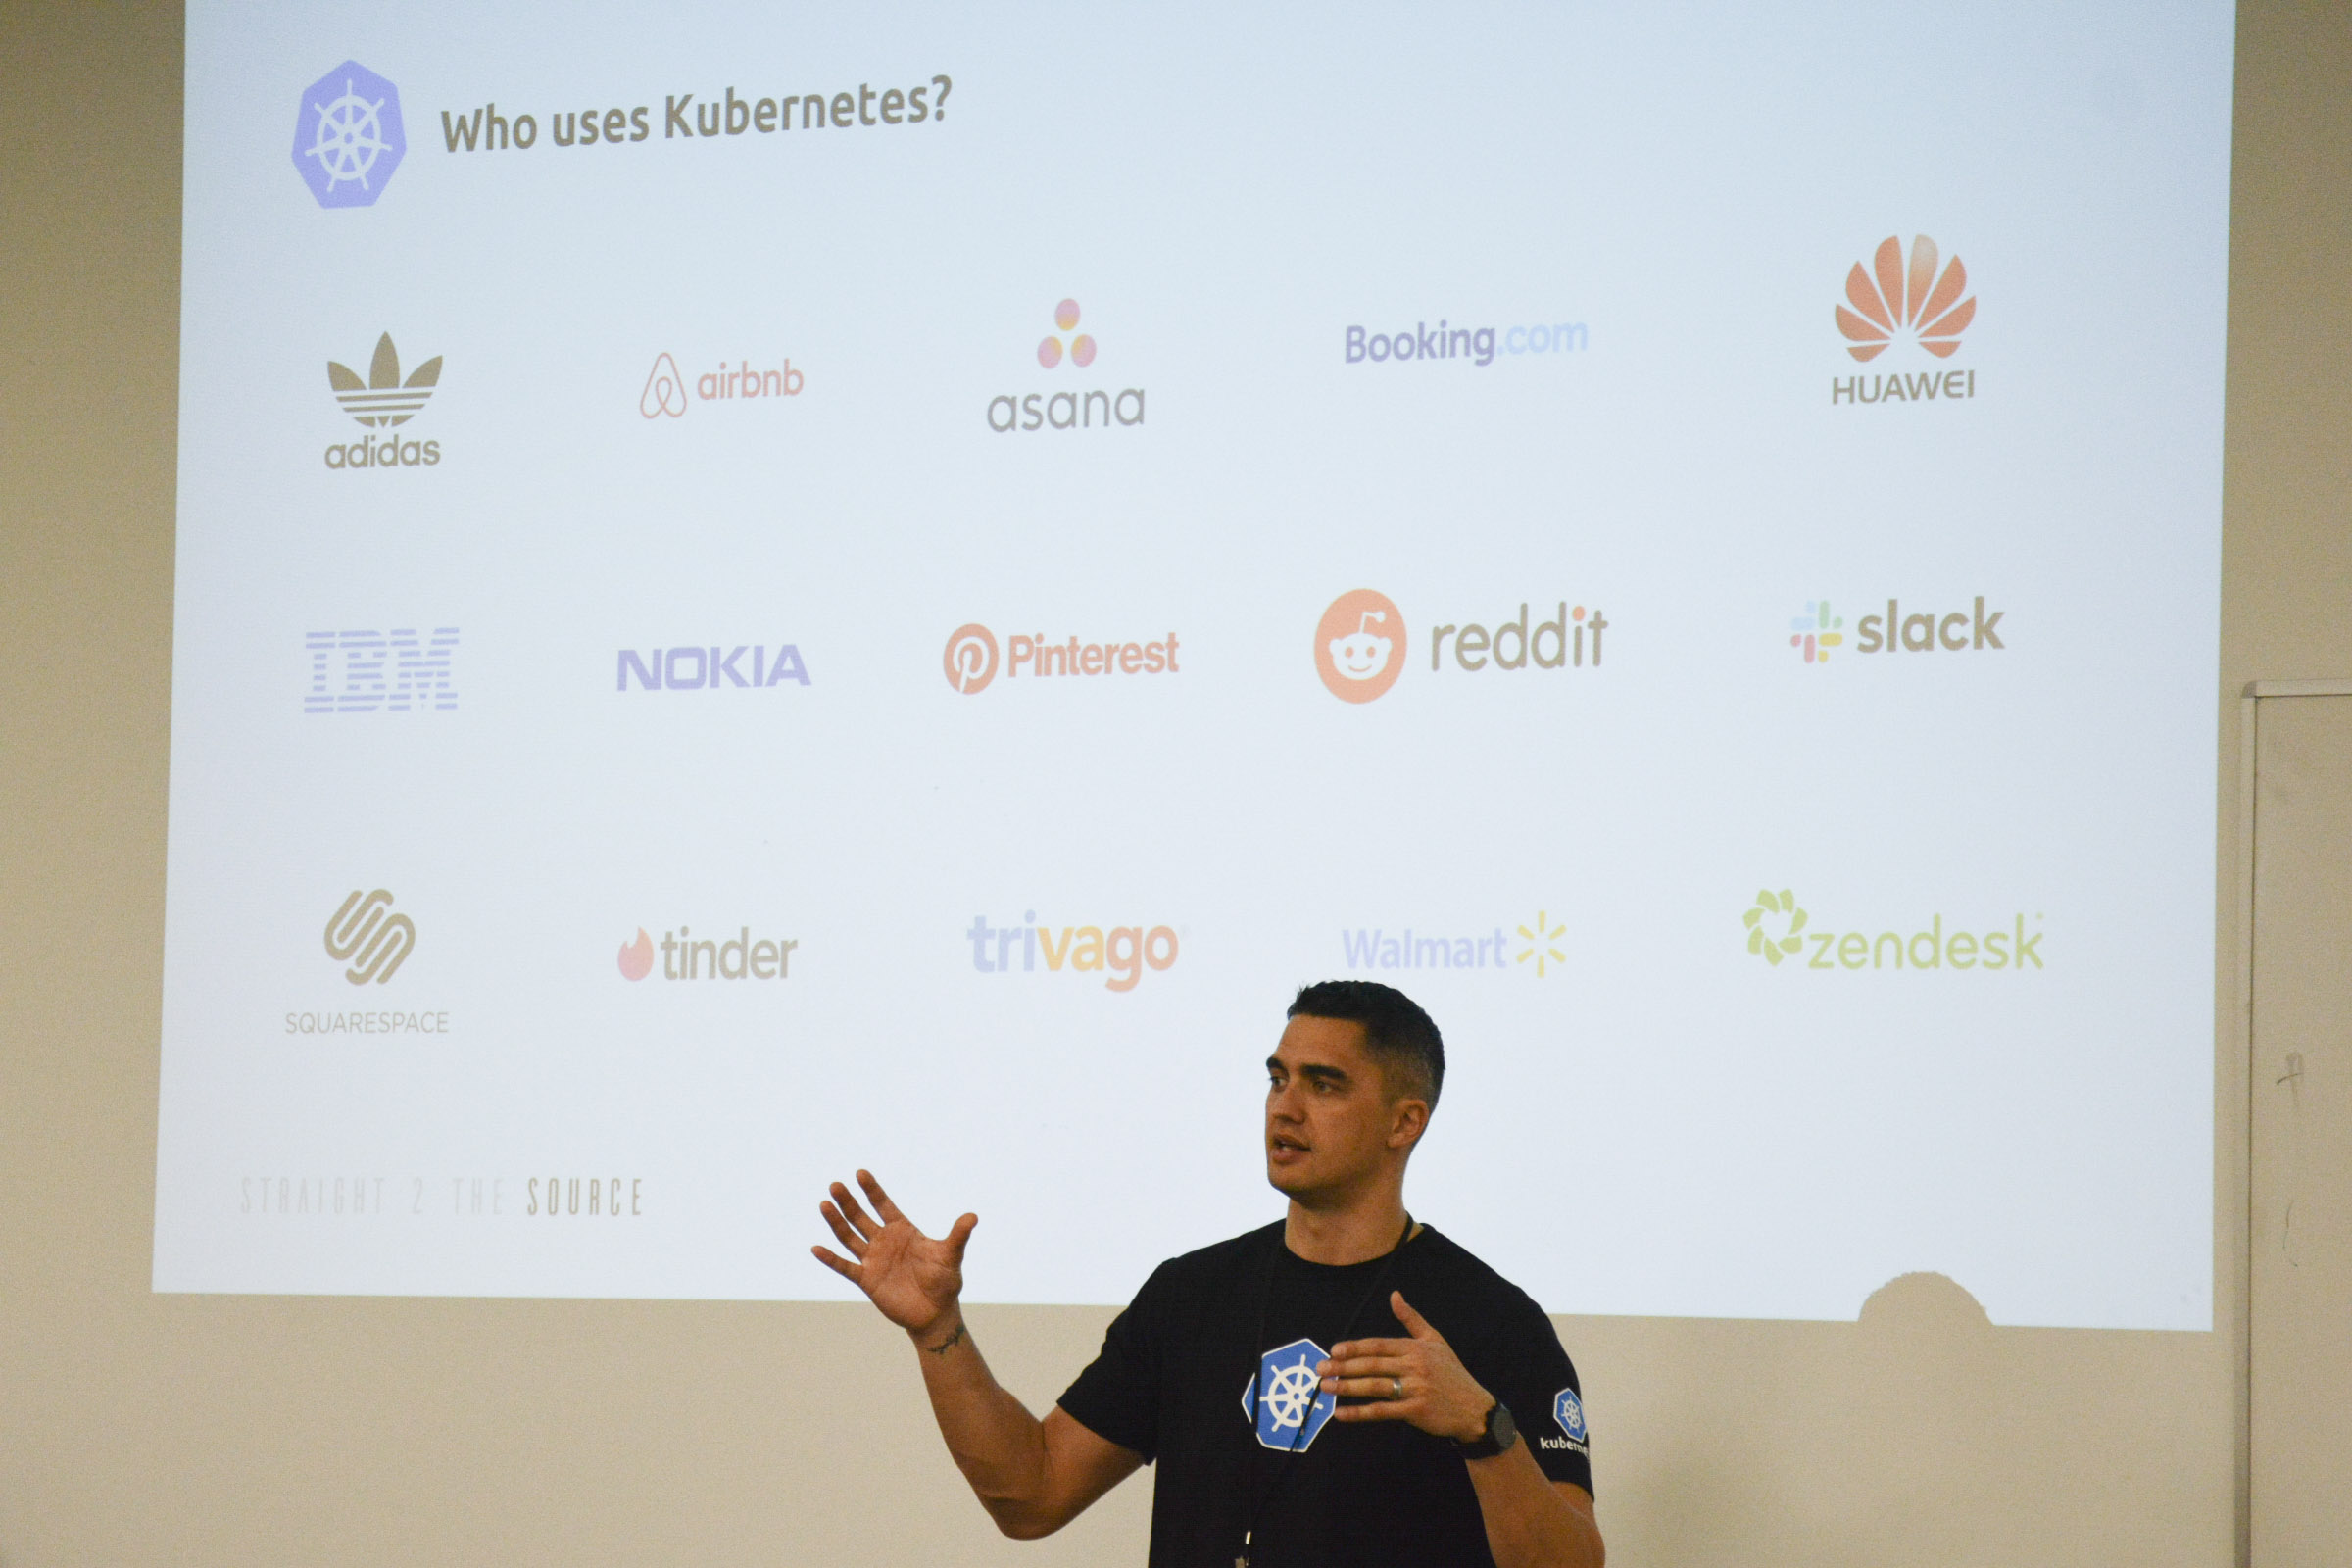 Who uses Kubernetes?
adidas
airbnb
asana
Booking.com
HUAWEI
IBM
NOKIA
Pinterest
reddit
slack
SQUARESPACE
tinder
trivago
Walmart
zendesk
STRAIGHT 2 THE SOURCE